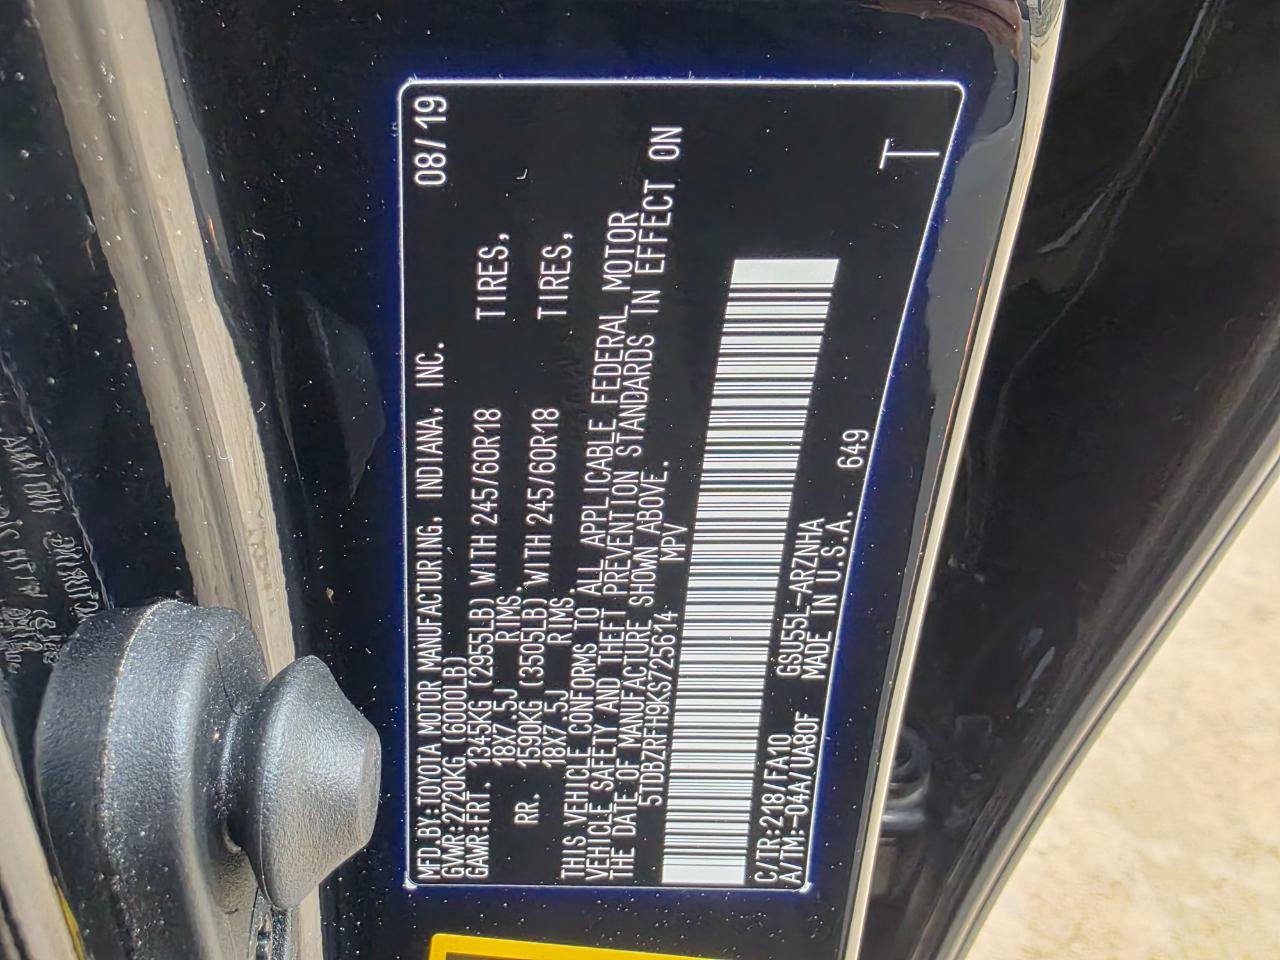 MFD.BY:TOYOTA MOTOR MANUFACTURING, INDIANA, INC. 08/19
GVWR:2720KG (6000LB)
GAWR:FRT. 1345KG (2955LB) WITH 245/60R18 TIRES,
18X7.5J RIMS.
RR. 1590KG (3505LB) WITH 245/60R18 TIRES,
18X7.5J RIMS.
THIS VEHICLE CONFORMS TO ALL APPLICABLE FEDERAL MOTOR
VEHICLE SAFETY AND THEFT PREVENTION STANDARDS IN EFFECT ON
THE DATE OF MANUFACTURE SHOWN ABOVE.
5TDBZRFH9KS725614 MPV
C/TR:218/FA10 GSU55L-ARZNHA
A/TM:-04A/UA80F MADE IN U.S.A. 649
T